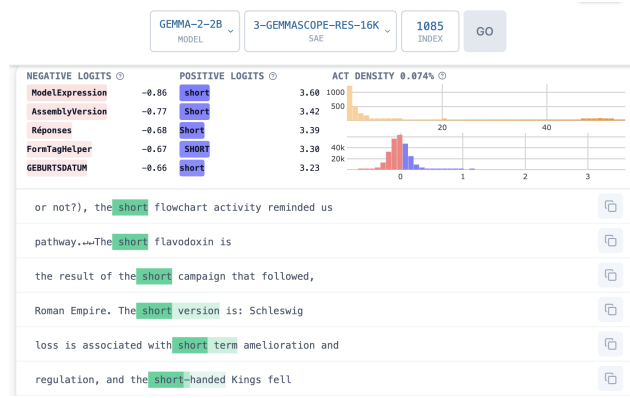 GEMMA-2-2B
MODEL
3-GEMMASCOPE-RES-16K
SAE
1085
INDEX
GO
NEGATIVE LOGITS POSITIVE LOGITS ACT DENSITY 0.074%
ModelExpression -0.86 short 3.60
AssemblyVersion -0.77 Short 3.42
Réponses -0.68 Short 3.39
FormTagHelper -0.67 SHORT 3.30
GEBURTSDATUM -0.66 short 3.23
1000
500
20 40
40k
20k
0 1 2 3
or not?), the short flowchart activity reminded us
pathway.↵↵The short flavodoxin is
the result of the short campaign that followed,
Roman Empire. The short version is: Schleswig
loss is associated with short term amelioration and
regulation, and the short-handed Kings fell